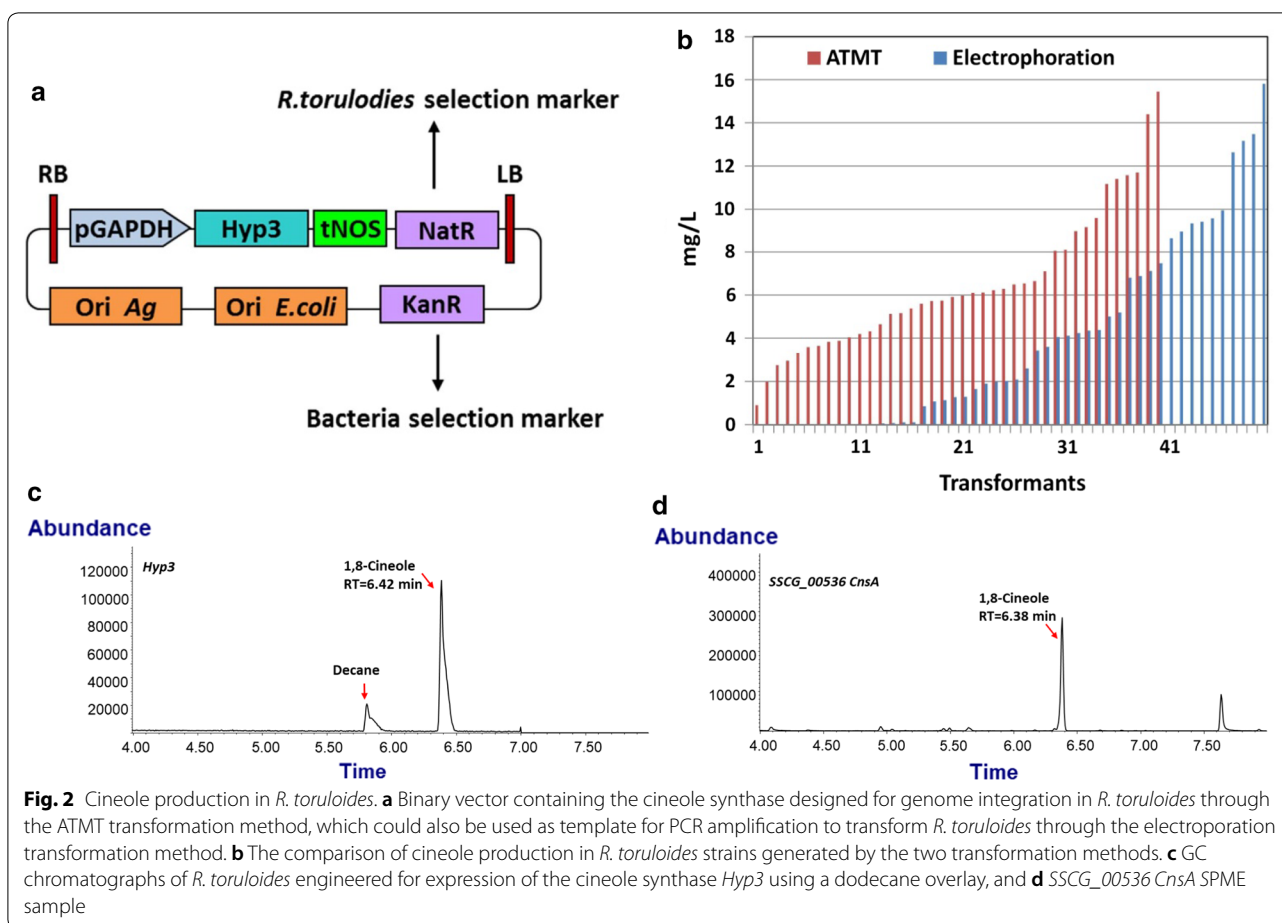 a
R.torulodies selection marker
RB
LB
pGAPDH
Hyp3
tNOS
NatR
Ori Ag
Ori E.coli
KanR
Bacteria selection marker
b
ATMT
Electrophoration
18
16
14
12
10
8
6
4
2
0
mg/L
1
11
21
31
41
Transformants
c
Abundance
Hyp3
120000
100000
80000
60000
40000
20000
1,8-Cineole
RT=6.42 min
Decane
4.00
4.50
5.00
5.50
6.00
6.50
7.00
7.50
Time
d
Abundance
SSCG_00536 CnsA
400000
300000
200000
100000
1,8-Cineole
RT=6.38 min
4.00
4.50
5.00
5.50
6.00
6.50
7.00
7.50
Time
Fig. 2 Cineole production in R. toruloides. a Binary vector containing the cineole synthase designed for genome integration in R. toruloides through
the ATMT transformation method, which could also be used as template for PCR amplification to transform R. toruloides through the electroporation
transformation method. b The comparison of cineole production in R. toruloides strains generated by the two transformation methods. c GC
chromatographs of R. toruloides engineered for expression of the cineole synthase Hyp3 using a dodecane overlay, and d SSCG_00536 CnsA SPME
sample